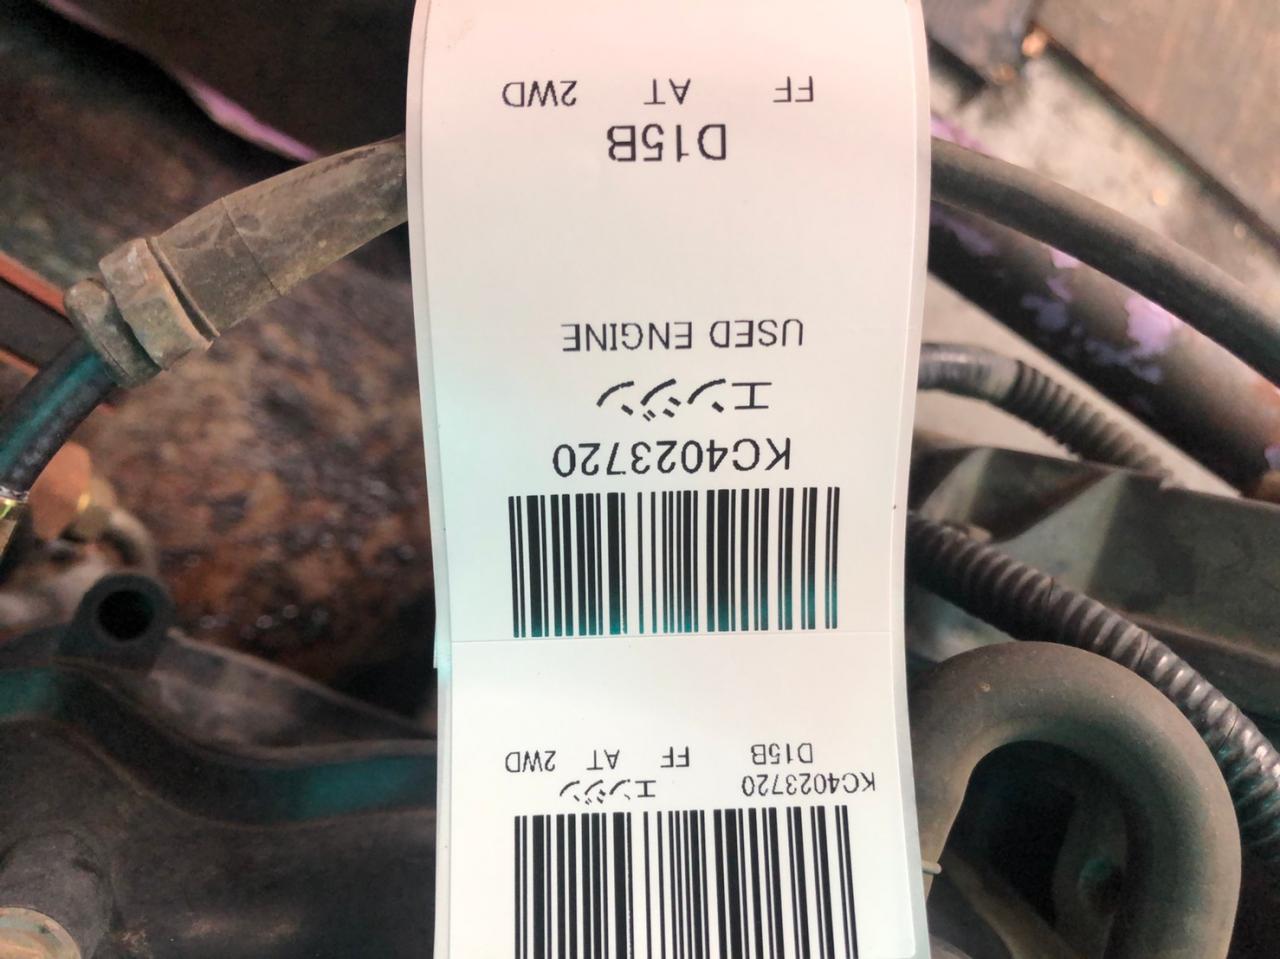 KC4023720 エンジン
D15B FF AT 2WD
KC4023720
エンジン
USED ENGINE
D15B
FF AT 2WD